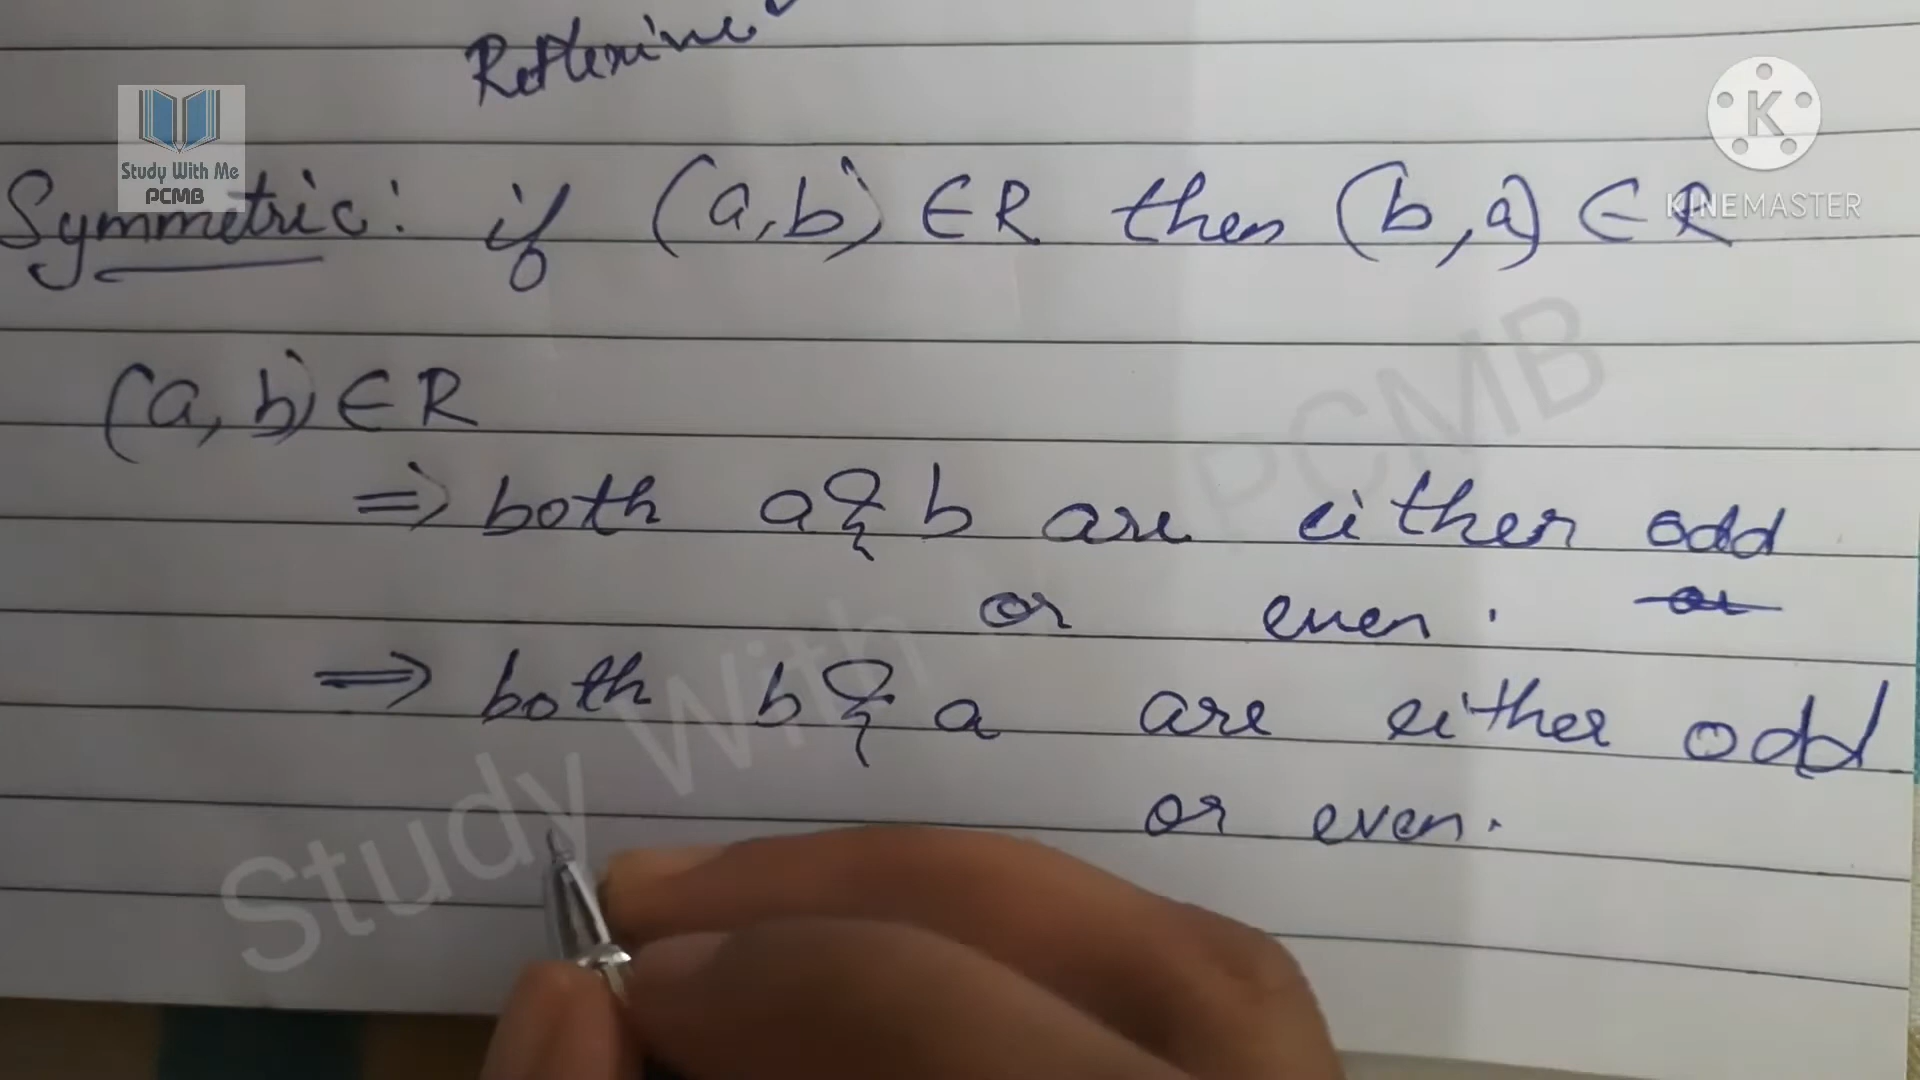 Reflexive
Study With Me
PCMB
K
KINEMASTER
Symmetric: if (a,b) ∈ R then (b,a) ∈ R
(a, b) ∈ R
⇒ both a & b are either odd
or even. or
⇒ both b & a are either odd
or even.
Study With Me PCMB